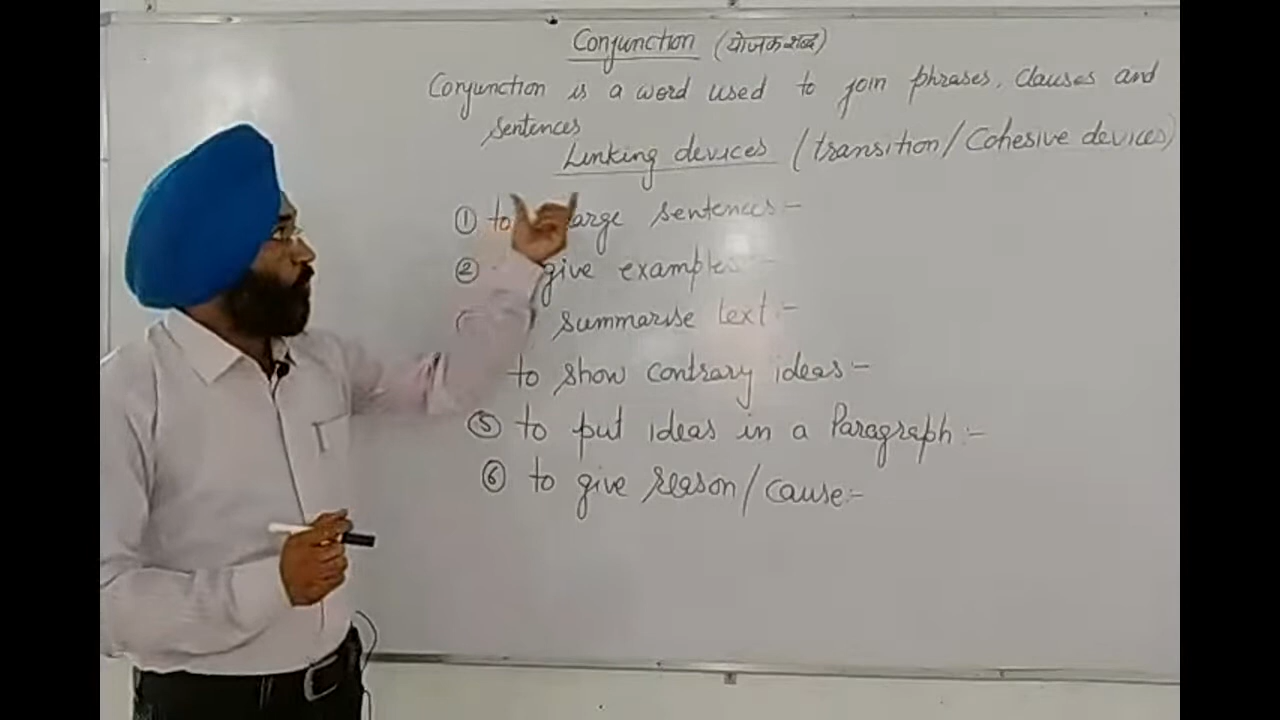 Conjunction (योजक शब्द)
Conjunction is a word used to join phrases, clauses and
sentences
Linking devices (transition/Cohesive devices)
① to sentences:-
② give examples:-
summarise text:-
to show contrary ideas:-
⑤ to put ideas in a Paragraph:-
⑥ to give reason/cause:-